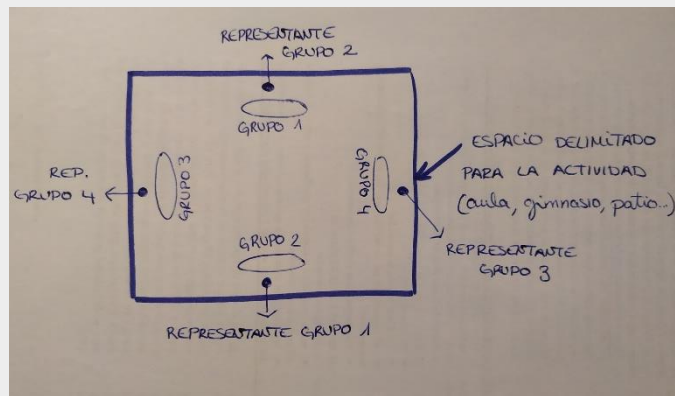 REPRESENTANTE
GRUPO 2
GRUPO 1
REP.
GRUPO 4
GRUPO 3
GRUPO 4
ESPACIO DELIMITADO
PARA LA ACTIVIDAD
(aula, gimnasio, patio...)
GRUPO 2
REPRESENTANTE
GRUPO 3
REPRESENTANTE GRUPO 1